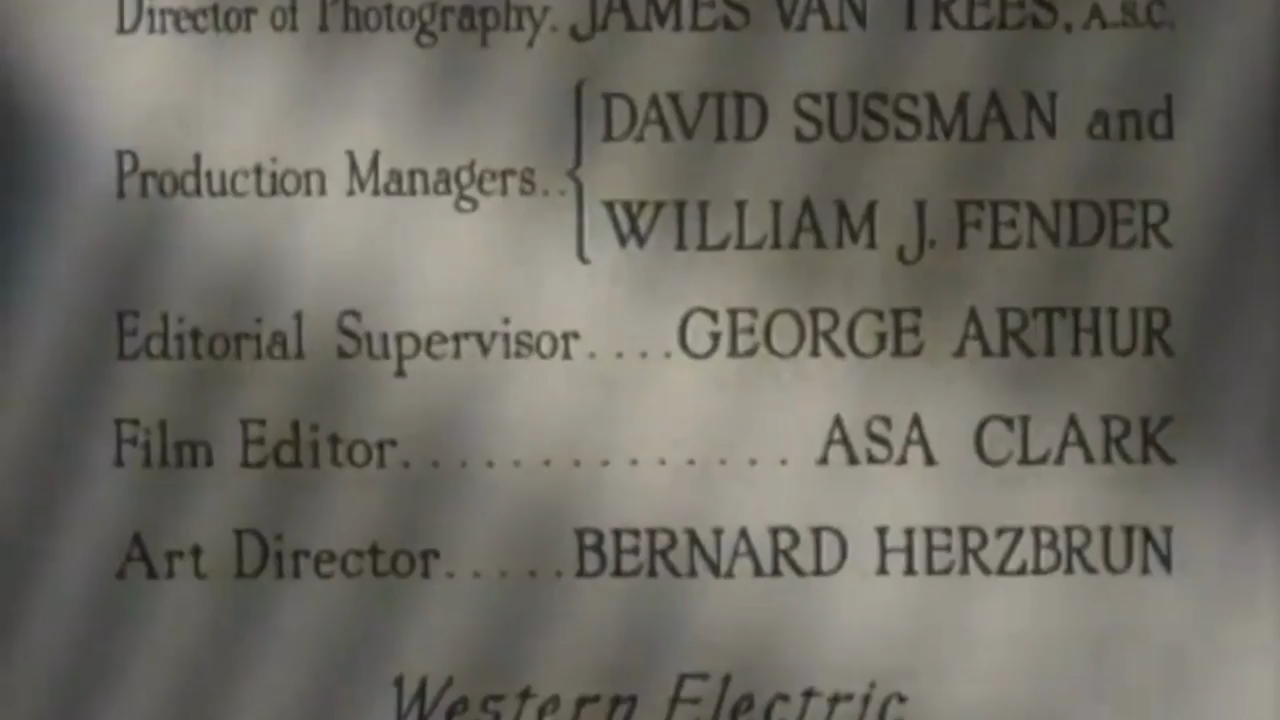 Director of Photography. JAMES VAN TREES, A.S.C.
DAVID SUSSMAN and
Production Managers..
WILLIAM J. FENDER
Editorial Supervisor....GEORGE ARTHUR
Film Editor............... ASA CLARK
Art Director.....BERNARD HERZBRUN
Western Electric